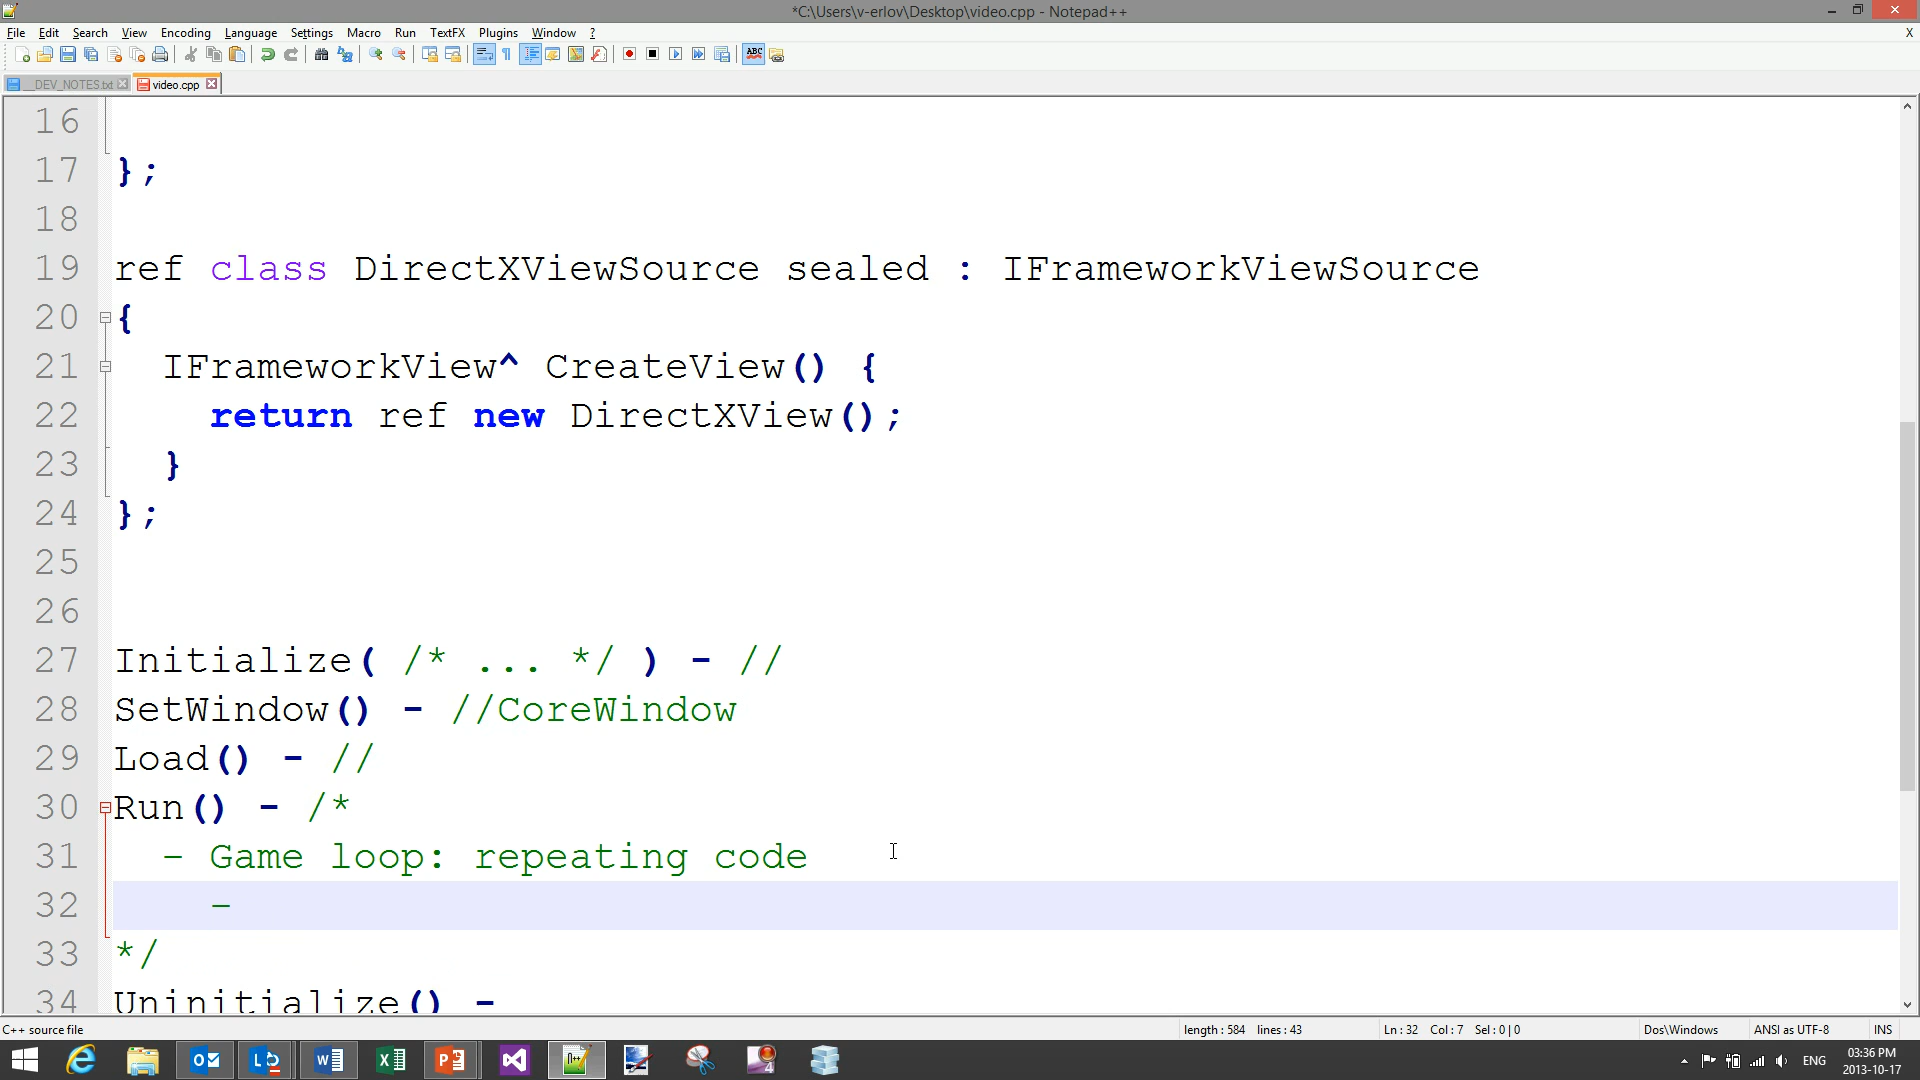 *C:\Users\v-erlov\Desktop\video.cpp - Notepad++
File Edit Search View Encoding Language Settings Macro Run TextFX Plugins Window ? X
__DEV_NOTES.txt video.cpp
16
17 };
18
19 ref class DirectXViewSource sealed : IFrameworkViewSource
20 {
21 IFrameworkView^ CreateView() {
22 return ref new DirectXView();
23 }
24 };
25
26
27 Initialize( /* ... */ ) - //
28 SetWindow() - //CoreWindow
29 Load() - //
30 Run() - /*
31 - Game loop: repeating code
32 -
33 */
34 Uninitialize() -
C++ source file length : 584 lines : 43 Ln : 32 Col : 7 Sel : 0 | 0 Dos\Windows ANSI as UTF-8 INS
ENG 03:36 PM
2013-10-17